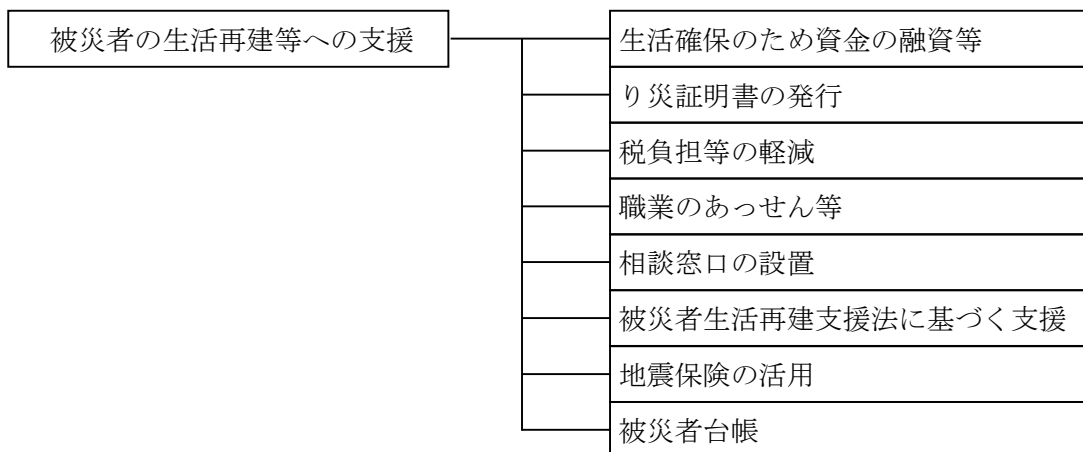 被災者の生活再建等への支援
生活確保のため資金の融資等
り災証明書の発行
税負担等の軽減
職業のあっせん等
相談窓口の設置
被災者生活再建支援法に基づく支援
地震保険の活用
被災者台帳